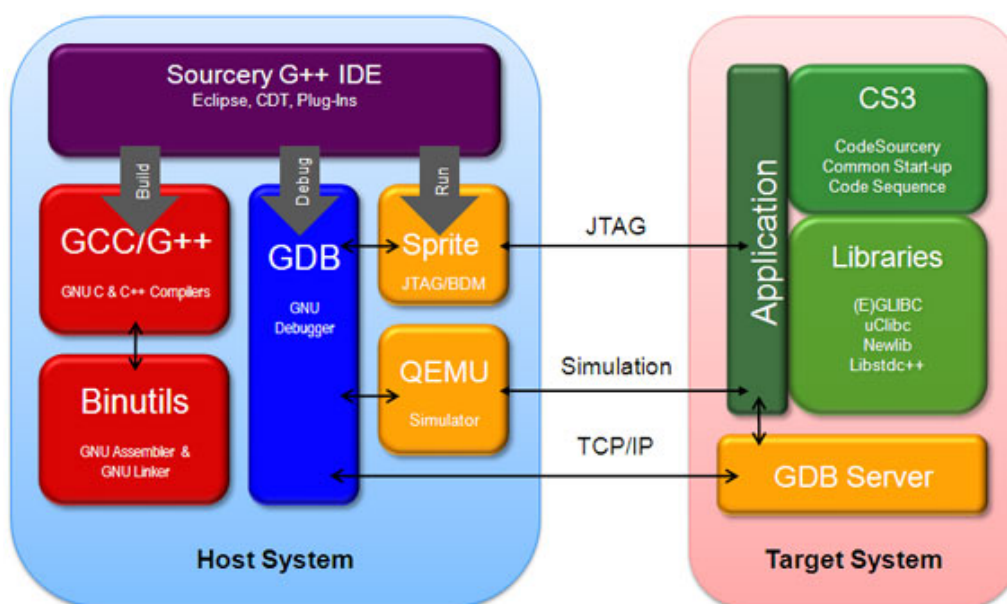 Sourcery G++ IDE
Eclipse, CDT, Plug-Ins
Build
Debug
Run
GCC/G++
GNU C & C++ Compilers
Binutils
GNU Assembler &
GNU Linker
GDB
GNU
Debugger
Sprite
JTAG/BDM
QEMU
Simulator
Host System
JTAG
Simulation
TCP/IP
Application
CS3
CodeSourcery
Common Start-up
Code Sequence
Libraries
(E)GLIBC
uClibc
Newlib
Libstdc++
GDB Server
Target System